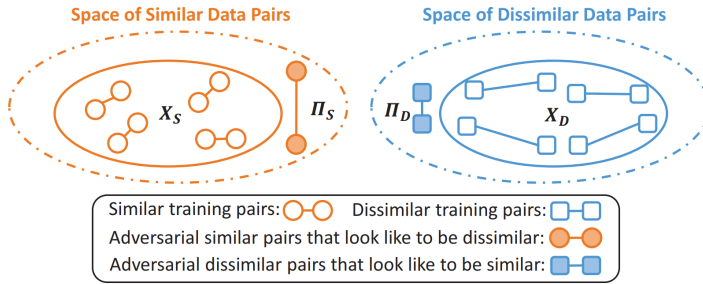 Space of Similar Data Pairs
Space of Dissimilar Data Pairs
X_S
Π_S
Π_D
X_D
Similar training pairs:
Dissimilar training pairs:
Adversarial similar pairs that look like to be dissimilar:
Adversarial dissimilar pairs that look like to be similar: